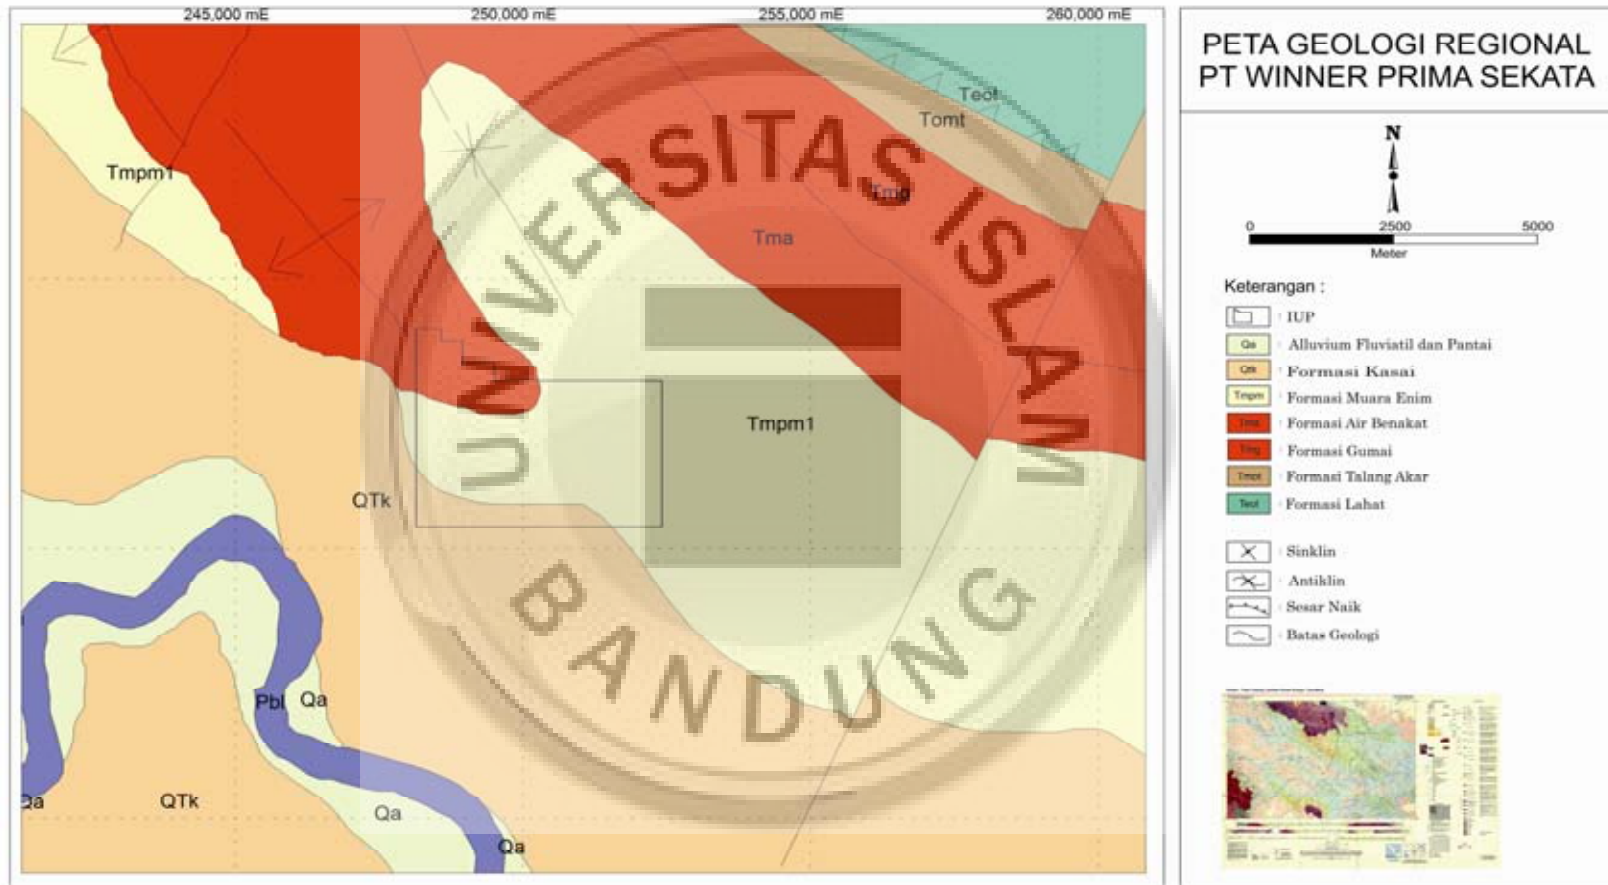 245,000 mE 250,000 mE 255,000 mE 260,000 mE
Teol
Tomt
Tmpm1
Tmg
Tma
Tmpm1
QTk
Pbl Qa
Qa QTk
Qa
Qa
UNIVERSITAS ISLAM
BANDUNG
PETA GEOLOGI REGIONAL
PT WINNER PRIMA SEKATA
N
0 2500 5000
Meter
Keterangan :
: IUP
Qa : Alluvium Fluviatil dan Pantai
Qtk : Formasi Kasai
Tmpm : Formasi Muara Enim
Tma : Formasi Air Benakat
Tmg : Formasi Gumai
: Formasi Talang Akar
Teol : Formasi Lahat
: Sinklin
: Antiklin
: Sesar Naik
: Batas Geologi